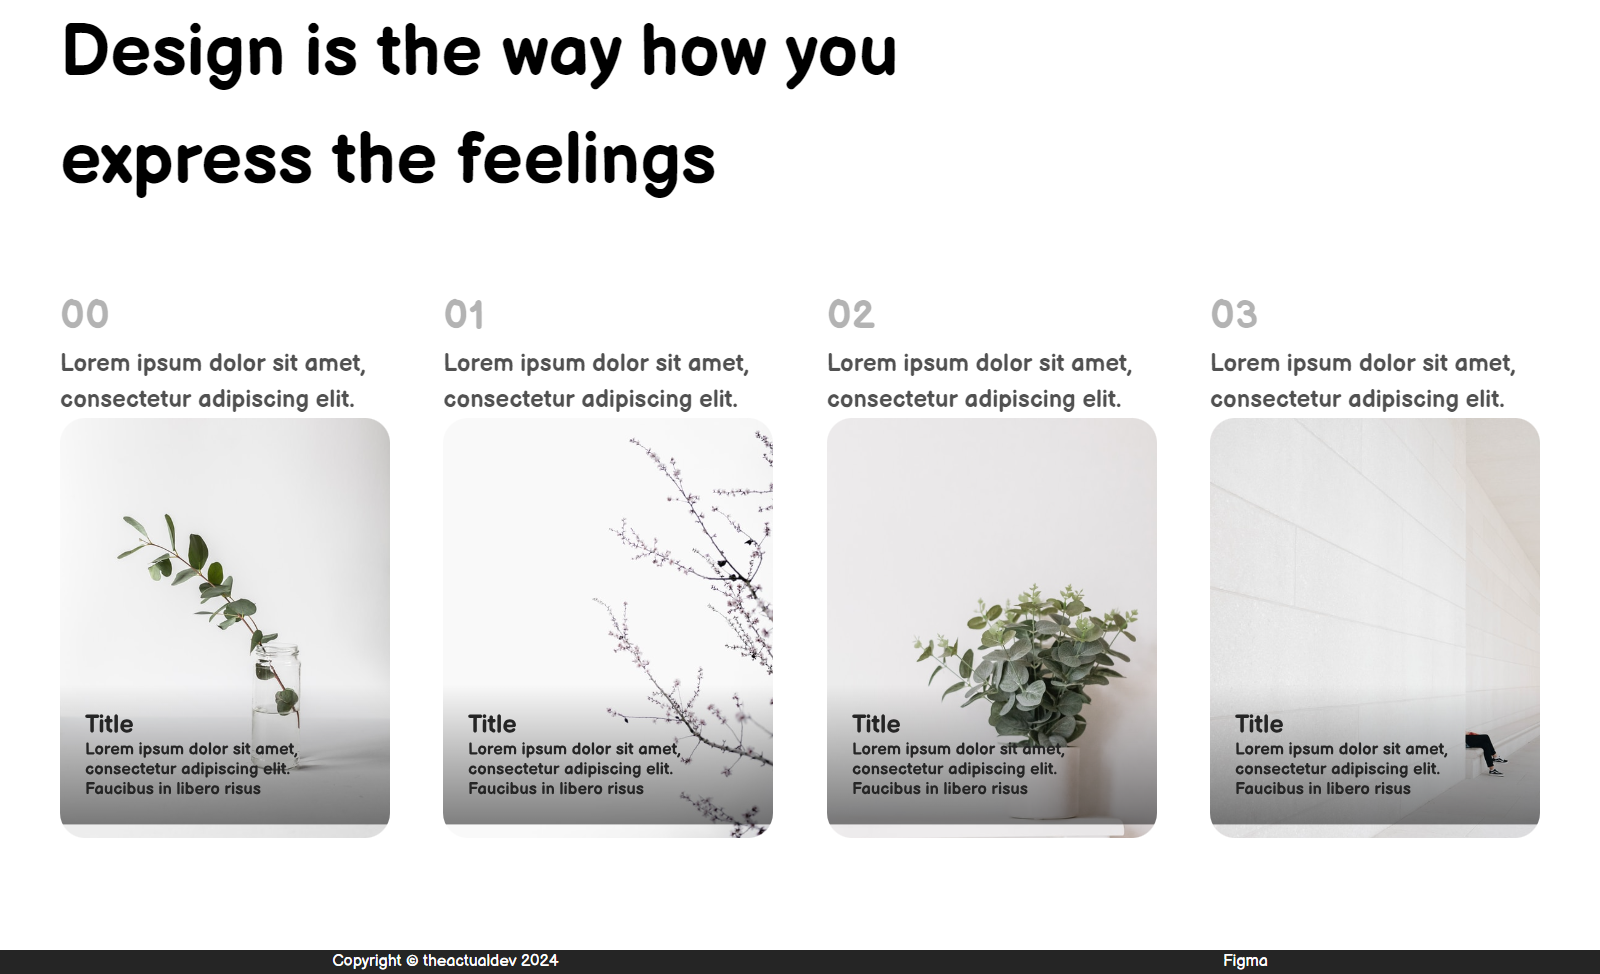 Design is the way how you
express the feelings
00
Lorem ipsum dolor sit amet,
consectetur adipiscing elit.
01
Lorem ipsum dolor sit amet,
consectetur adipiscing elit.
02
Lorem ipsum dolor sit amet,
consectetur adipiscing elit.
03
Lorem ipsum dolor sit amet,
consectetur adipiscing elit.
Title
Lorem ipsum dolor sit amet,
consectetur adipiscing elit.
Faucibus in libero risus
Title
Lorem ipsum dolor sit amet,
consectetur adipiscing elit.
Faucibus in libero risus
Title
Lorem ipsum dolor sit amet,
consectetur adipiscing elit.
Faucibus in libero risus
Title
Lorem ipsum dolor sit amet,
consectetur adipiscing elit.
Faucibus in libero risus
Copyright © theactualdev 2024
Figma